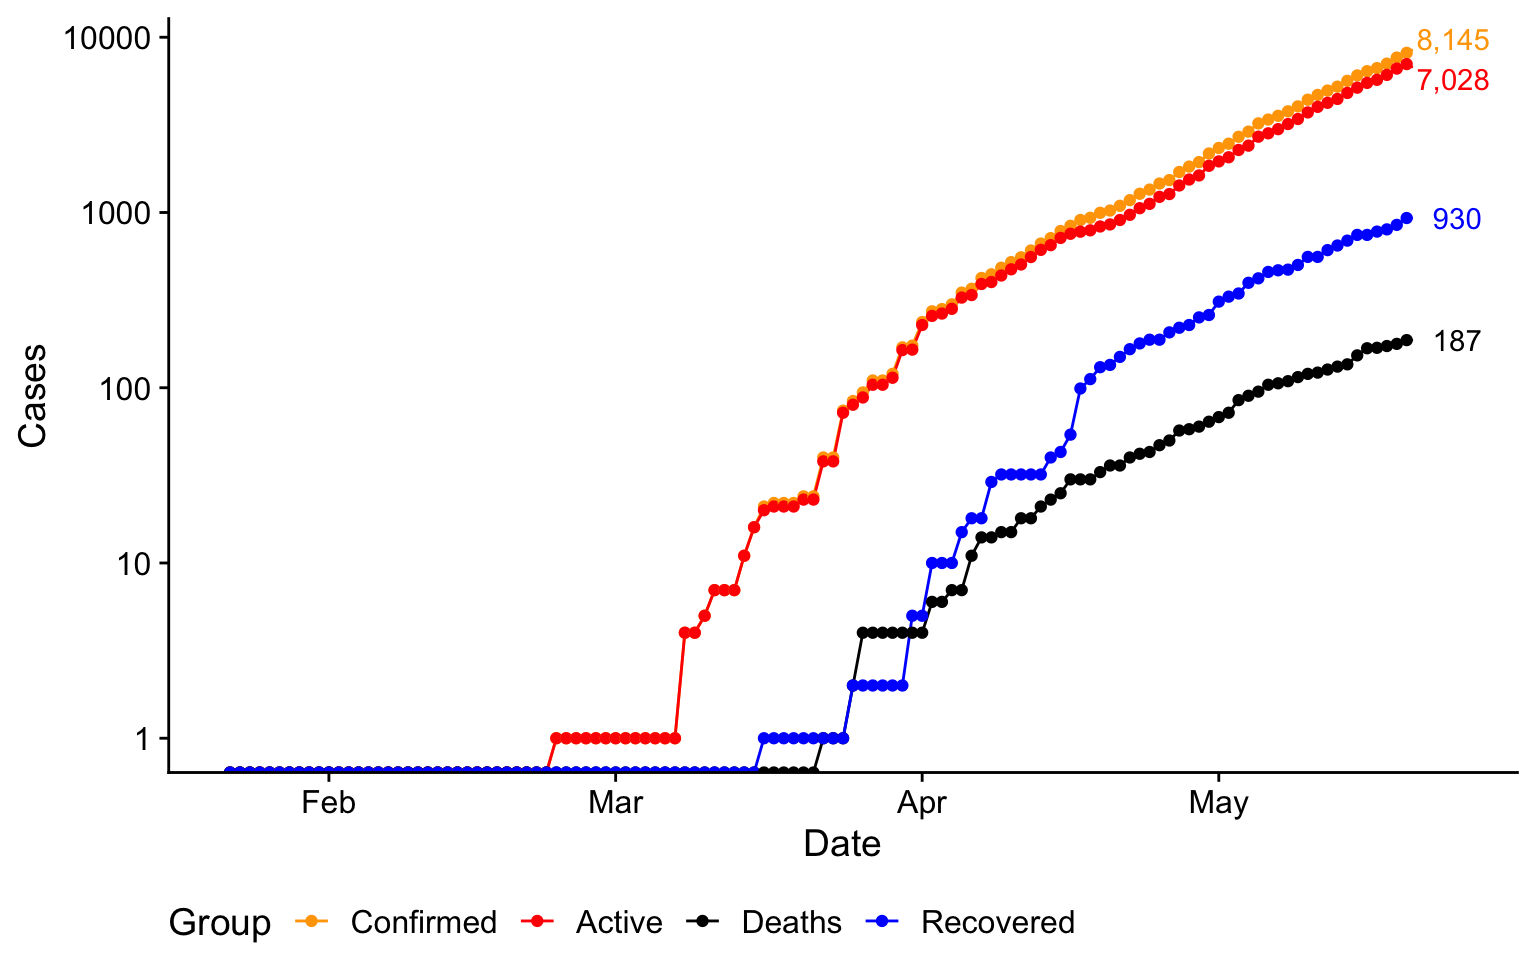 10000
1000
100
10
1
Cases
8,145
7,028
930
187
Feb Mar Apr May
Date
Group Confirmed Active Deaths Recovered